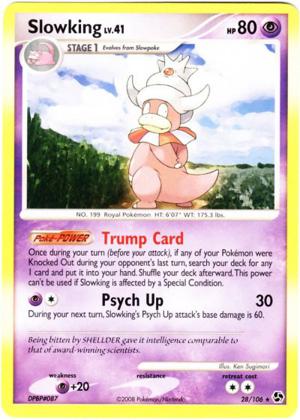 Slowking LV.41 HP 80
STAGE 1 Evolves from Slowpoke
NO. 199 Royal Pokémon HT: 6'07" WT: 175.3 lbs.
Poké-POWER Trump Card
Once during your turn (before your attack), if any of your Pokémon were
Knocked Out during your opponent's last turn, search your deck for any
1 card and put it into your hand. Shuffle your deck afterward. This power
can't be used if Slowking is affected by a Special Condition.
Psych Up 30
During your next turn, Slowking's Psych Up attack's base damage is 60.
Being bitten by SHELLDER gave it intelligence comparable to
that of award-winning scientists.
Illus. Ken Sugimori
weakness resistance retreat cost
+20
DPBP#087 ©2008 Pokémon/Nintendo 28/106 ★